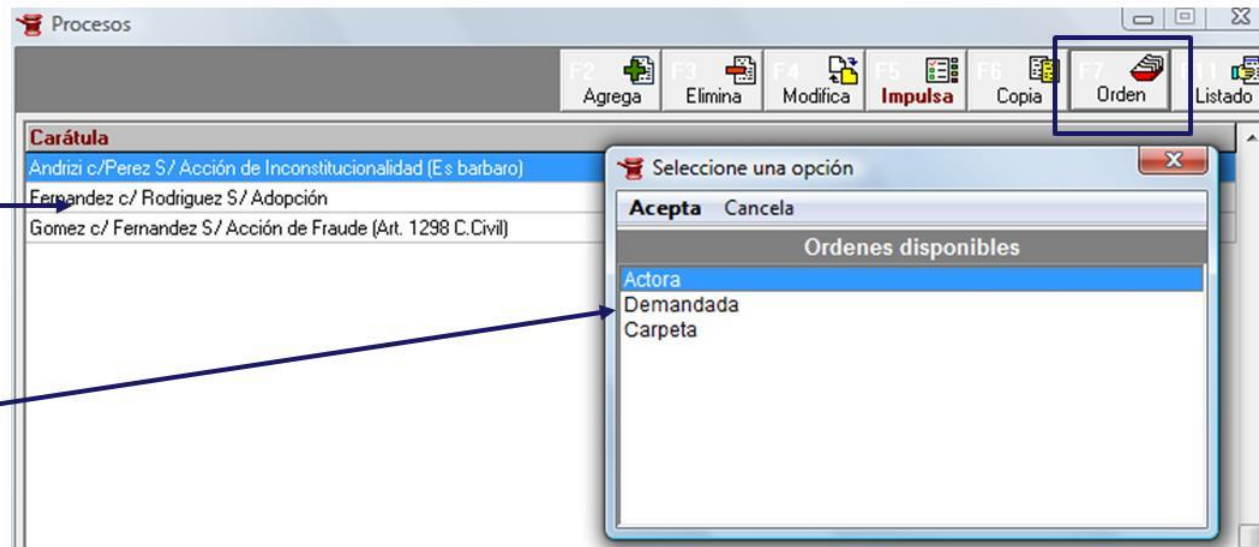 Procesos
F2 F3 F4 F5 F6 F7 F11
Agrega Elimina Modifica Impulsa Copia Orden Listado
Carátula
Andrizi c/Perez S/ Acción de Inconstitucionalidad (Es barbaro)
Fernandez c/ Rodriguez S/ Adopción
Gomez c/ Fernandez S/ Acción de Fraude (Art. 1298 C.Civil)
Seleccione una opción
Acepta Cancela
Ordenes disponibles
Actora
Demandada
Carpeta